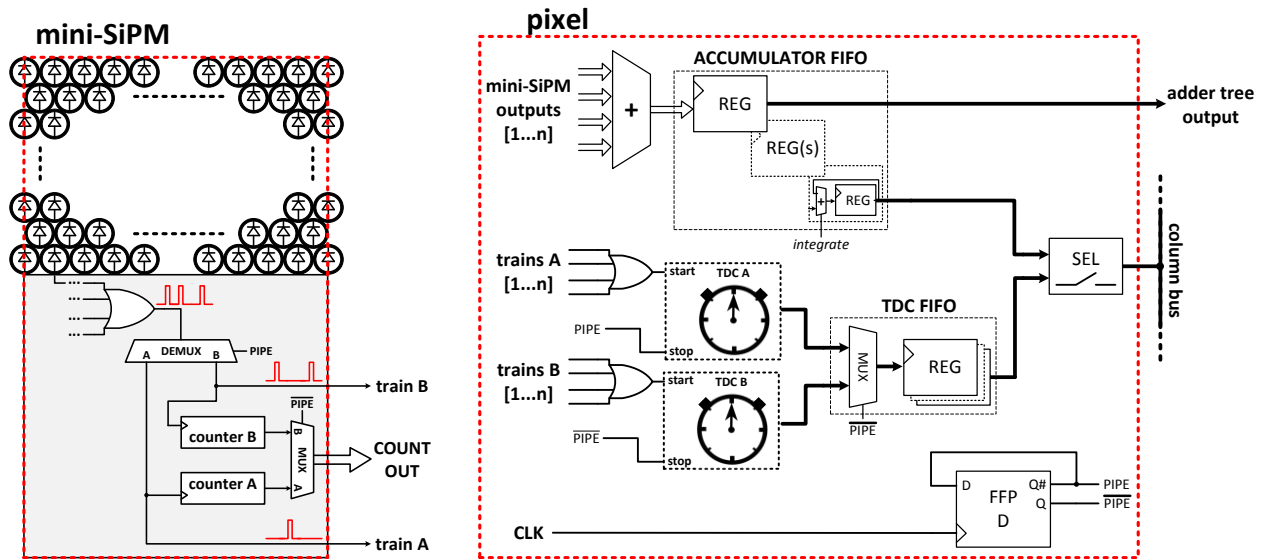 mini-SiPM
A
DEMUX
B
PIPE
train B
PIPE
counter B
B
MUX
A
COUNT
OUT
counter A
train A
pixel
ACCUMULATOR FIFO
mini-SiPM
outputs
[1...n]
+
REG
adder tree
output
REG(s)
+
REG
integrate
trains A
[1...n]
start
TDC A
PIPE
stop
SEL
column bus
TDC FIFO
MUX
REG
PIPE
trains B
[1...n]
start
TDC B
PIPE
stop
D
Q#
PIPE
FFP
D
Q
PIPE
CLK